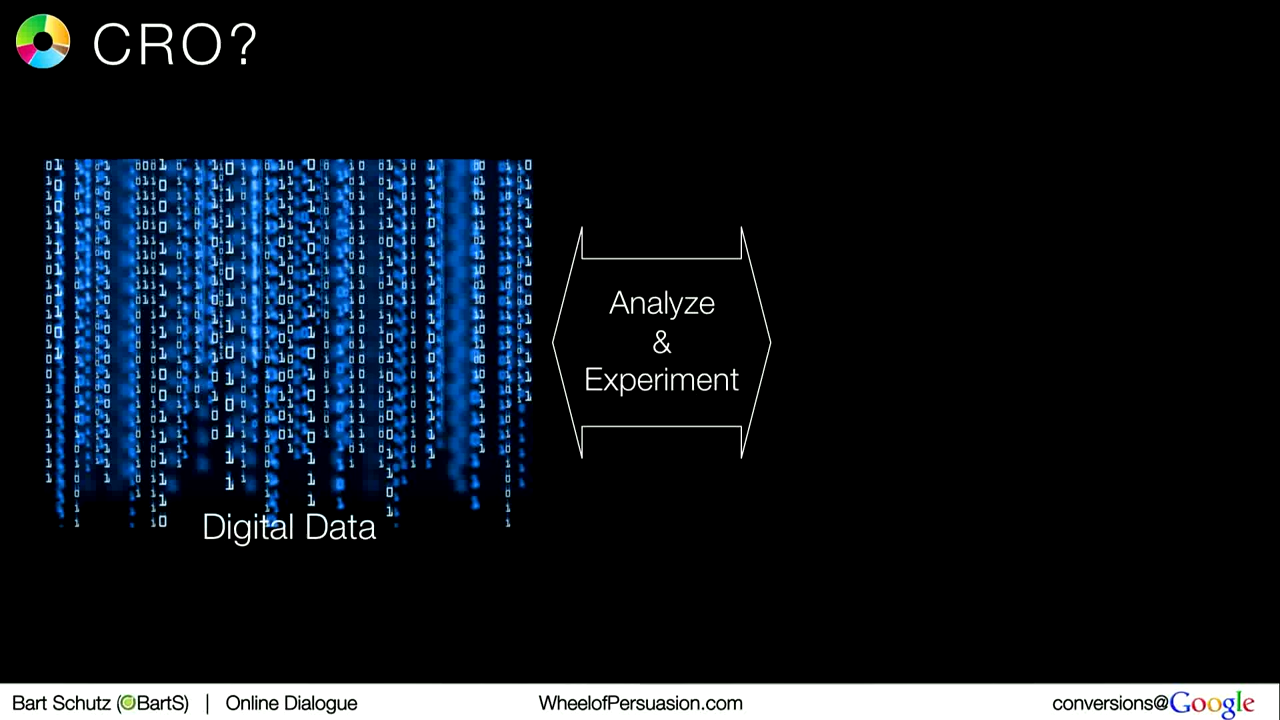 CRO?
Analyze
&
Experiment
Digital Data
Bart Schutz (@BartS) | Online Dialogue
WheelofPersuasion.com
conversions@Google